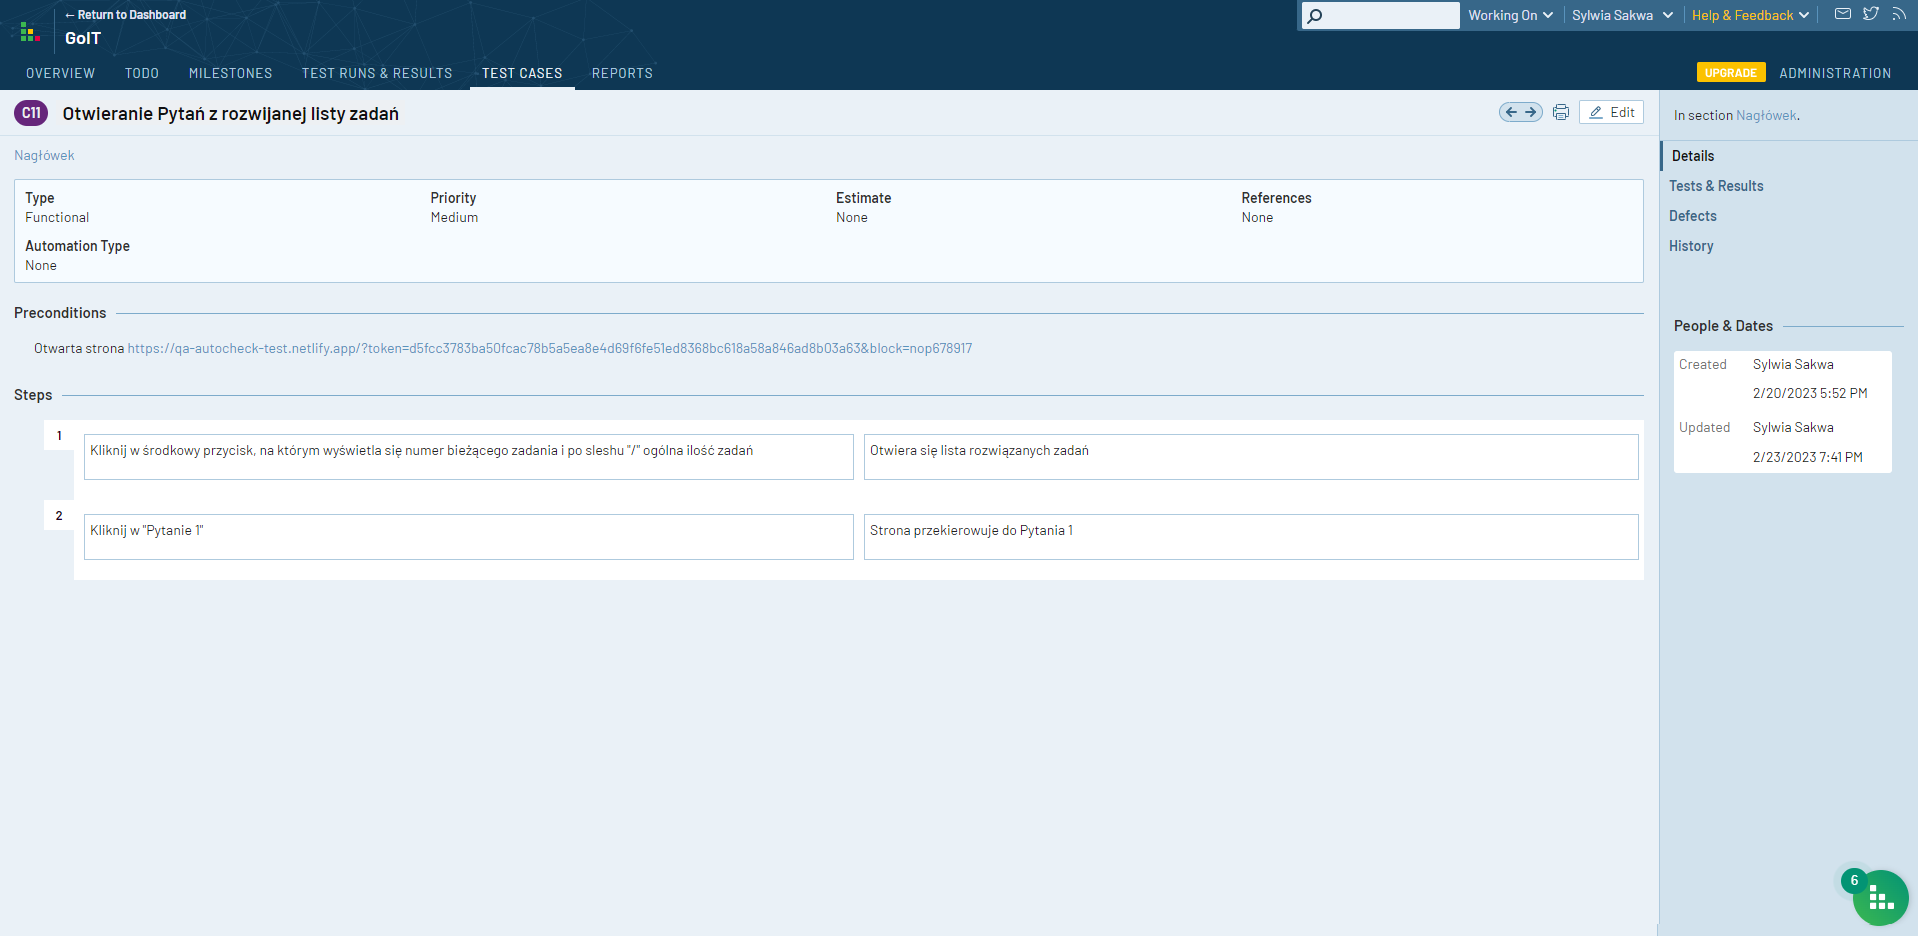 ← Return to Dashboard
GoIT
Working On
Sylwia Sakwa
Help & Feedback
OVERVIEW
TODO
MILESTONES
TEST RUNS & RESULTS
TEST CASES
REPORTS
UPGRADE
ADMINISTRATION
C11
Otwieranie Pytań z rozwijanej listy zadań
Edit
Nagłówek
Type
Functional
Priority
Medium
Estimate
None
References
None
Automation Type
None
Preconditions
Otwarta strona https://qa-autocheck-test.netlify.app/?token=d5fcc3783ba50fcac78b5a5ea8e4d69f6fe51ed8368bc618a58a846ad8b03a63&block=nop678917
Steps
1
Kliknij w środkowy przycisk, na którym wyświetla się numer bieżącego zadania i po sleshu "/" ogólna ilość zadań
Otwiera się lista rozwiązanych zadań
2
Kliknij w "Pytanie 1"
Strona przekierowuje do Pytania 1
In section Nagłówek.
Details
Tests & Results
Defects
History
People & Dates
Created
Sylwia Sakwa
2/20/2023 5:52 PM
Updated
Sylwia Sakwa
2/23/2023 7:41 PM
6